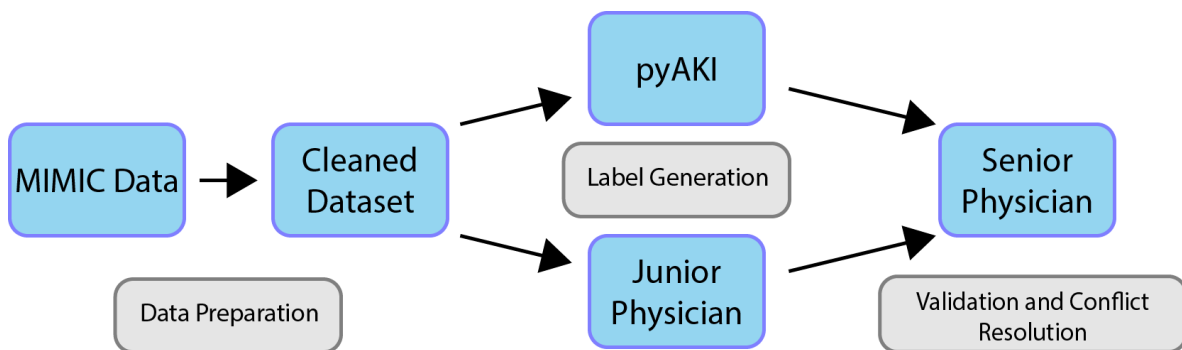 MIMIC Data
Cleaned
Dataset
pyAKI
Label Generation
Junior
Physician
Senior
Physician
Data Preparation
Validation and Conflict
Resolution